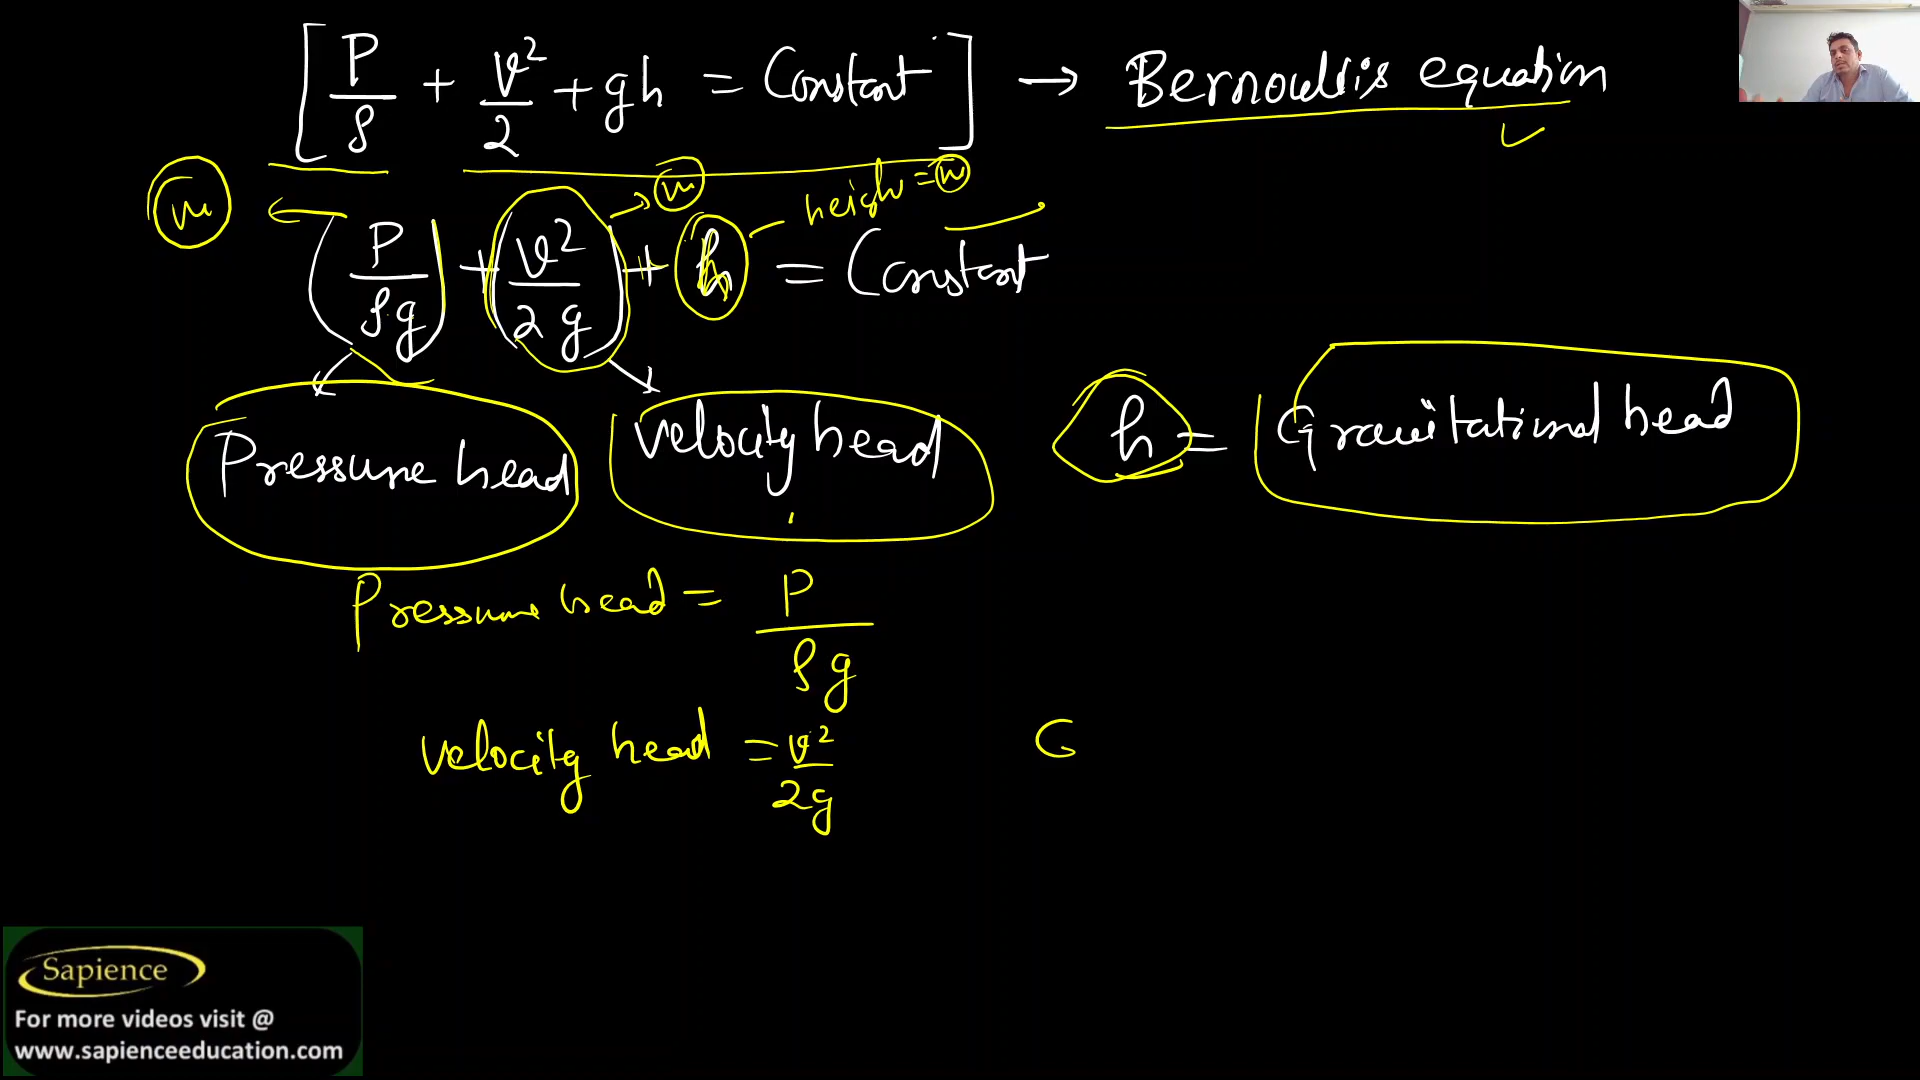 [P/ρ + v²/2 + gh = Constant] → Bernoullis equation
m ← (P/ρg) + (v²/2g) → m + h - height = m = Constant
Pressure head
velocity head
h = Gravitational head
Pressure head = P/ρg
velocity head = v²/2g
G
Sapience
For more videos visit @
www.sapienceeducation.com